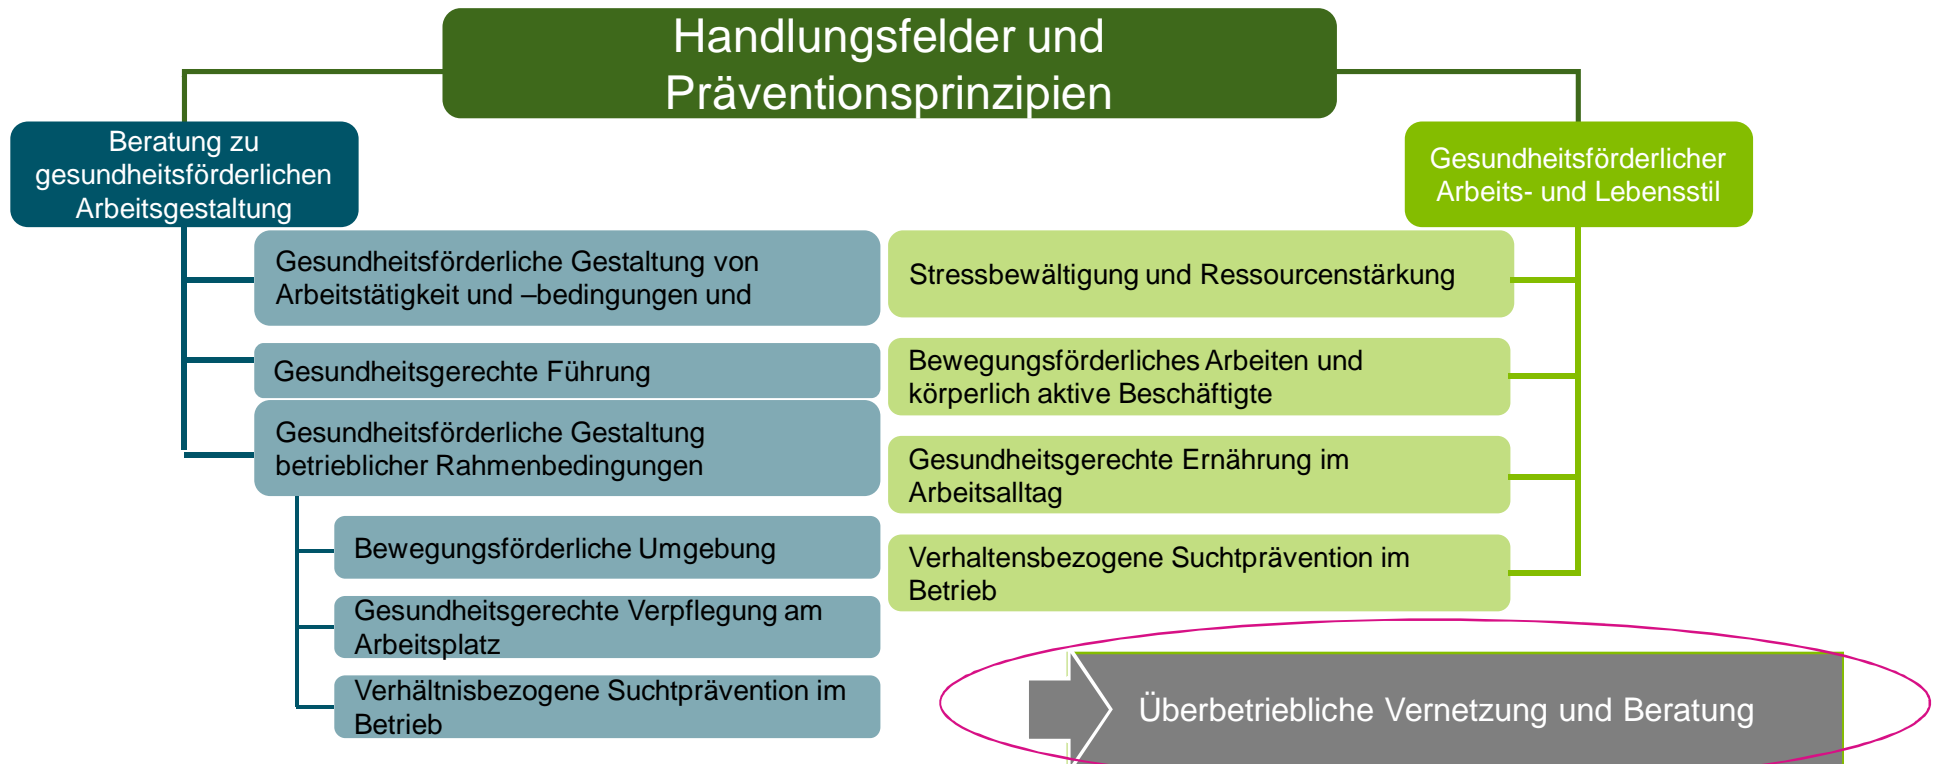 Handlungsfelder und
Präventionsprinzipien
Beratung zu
gesundheitsförderlichen
Arbeitsgestaltung
Gesundheitsförderliche Gestaltung von
Arbeitstätigkeit und –bedingungen und
Gesundheitsgerechte Führung
Gesundheitsförderliche Gestaltung
betrieblicher Rahmenbedingungen
Bewegungsförderliche Umgebung
Gesundheitsgerechte Verpflegung am
Arbeitsplatz
Verhältnisbezogene Suchtprävention im
Betrieb
Gesundheitsförderlicher
Arbeits- und Lebensstil
Stressbewältigung und Ressourcenstärkung
Bewegungsförderliches Arbeiten und
körperlich aktive Beschäftigte
Gesundheitsgerechte Ernährung im
Arbeitsalltag
Verhaltensbezogene Suchtprävention im
Betrieb
Überbetriebliche Vernetzung und Beratung